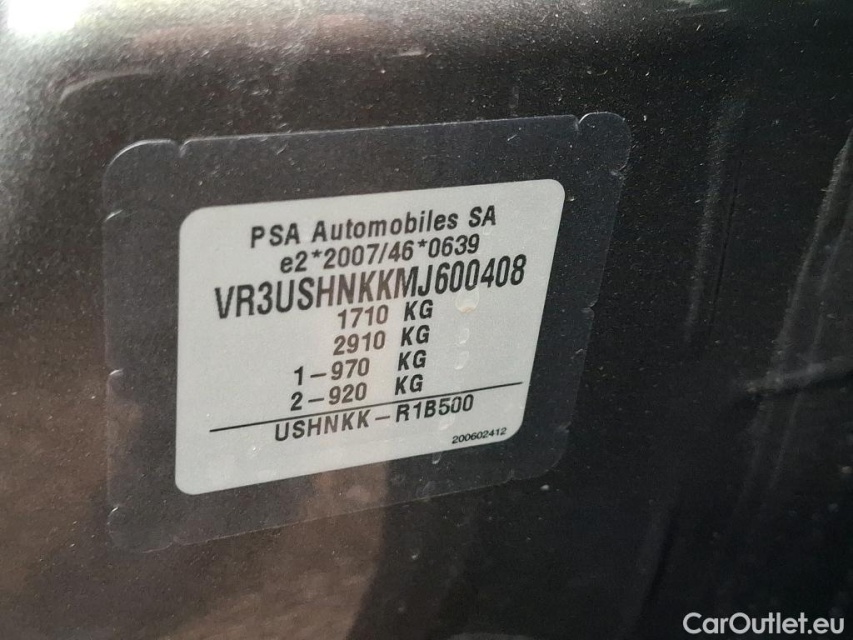 PSA Automobiles SA
e2*2007/46*0639
VR3USHNKKMJ600408
1710 KG
2910 KG
1-970 KG
2-920 KG
USHNKK-R1B500
200602412
CarOutlet.eu